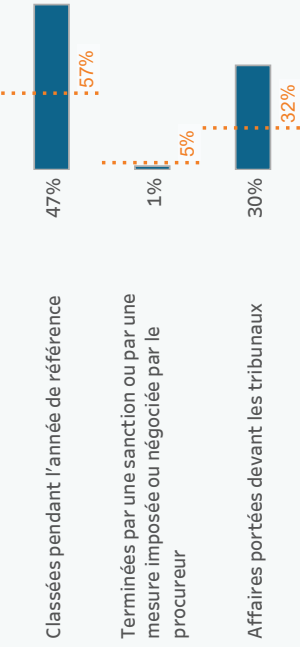 Classées pendant l’année de référence
47%
57%
Terminées par une sanction ou par une
mesure imposée ou négociée par le
procureur
1%
5%
Affaires portées devant les tribunaux
30%
32%